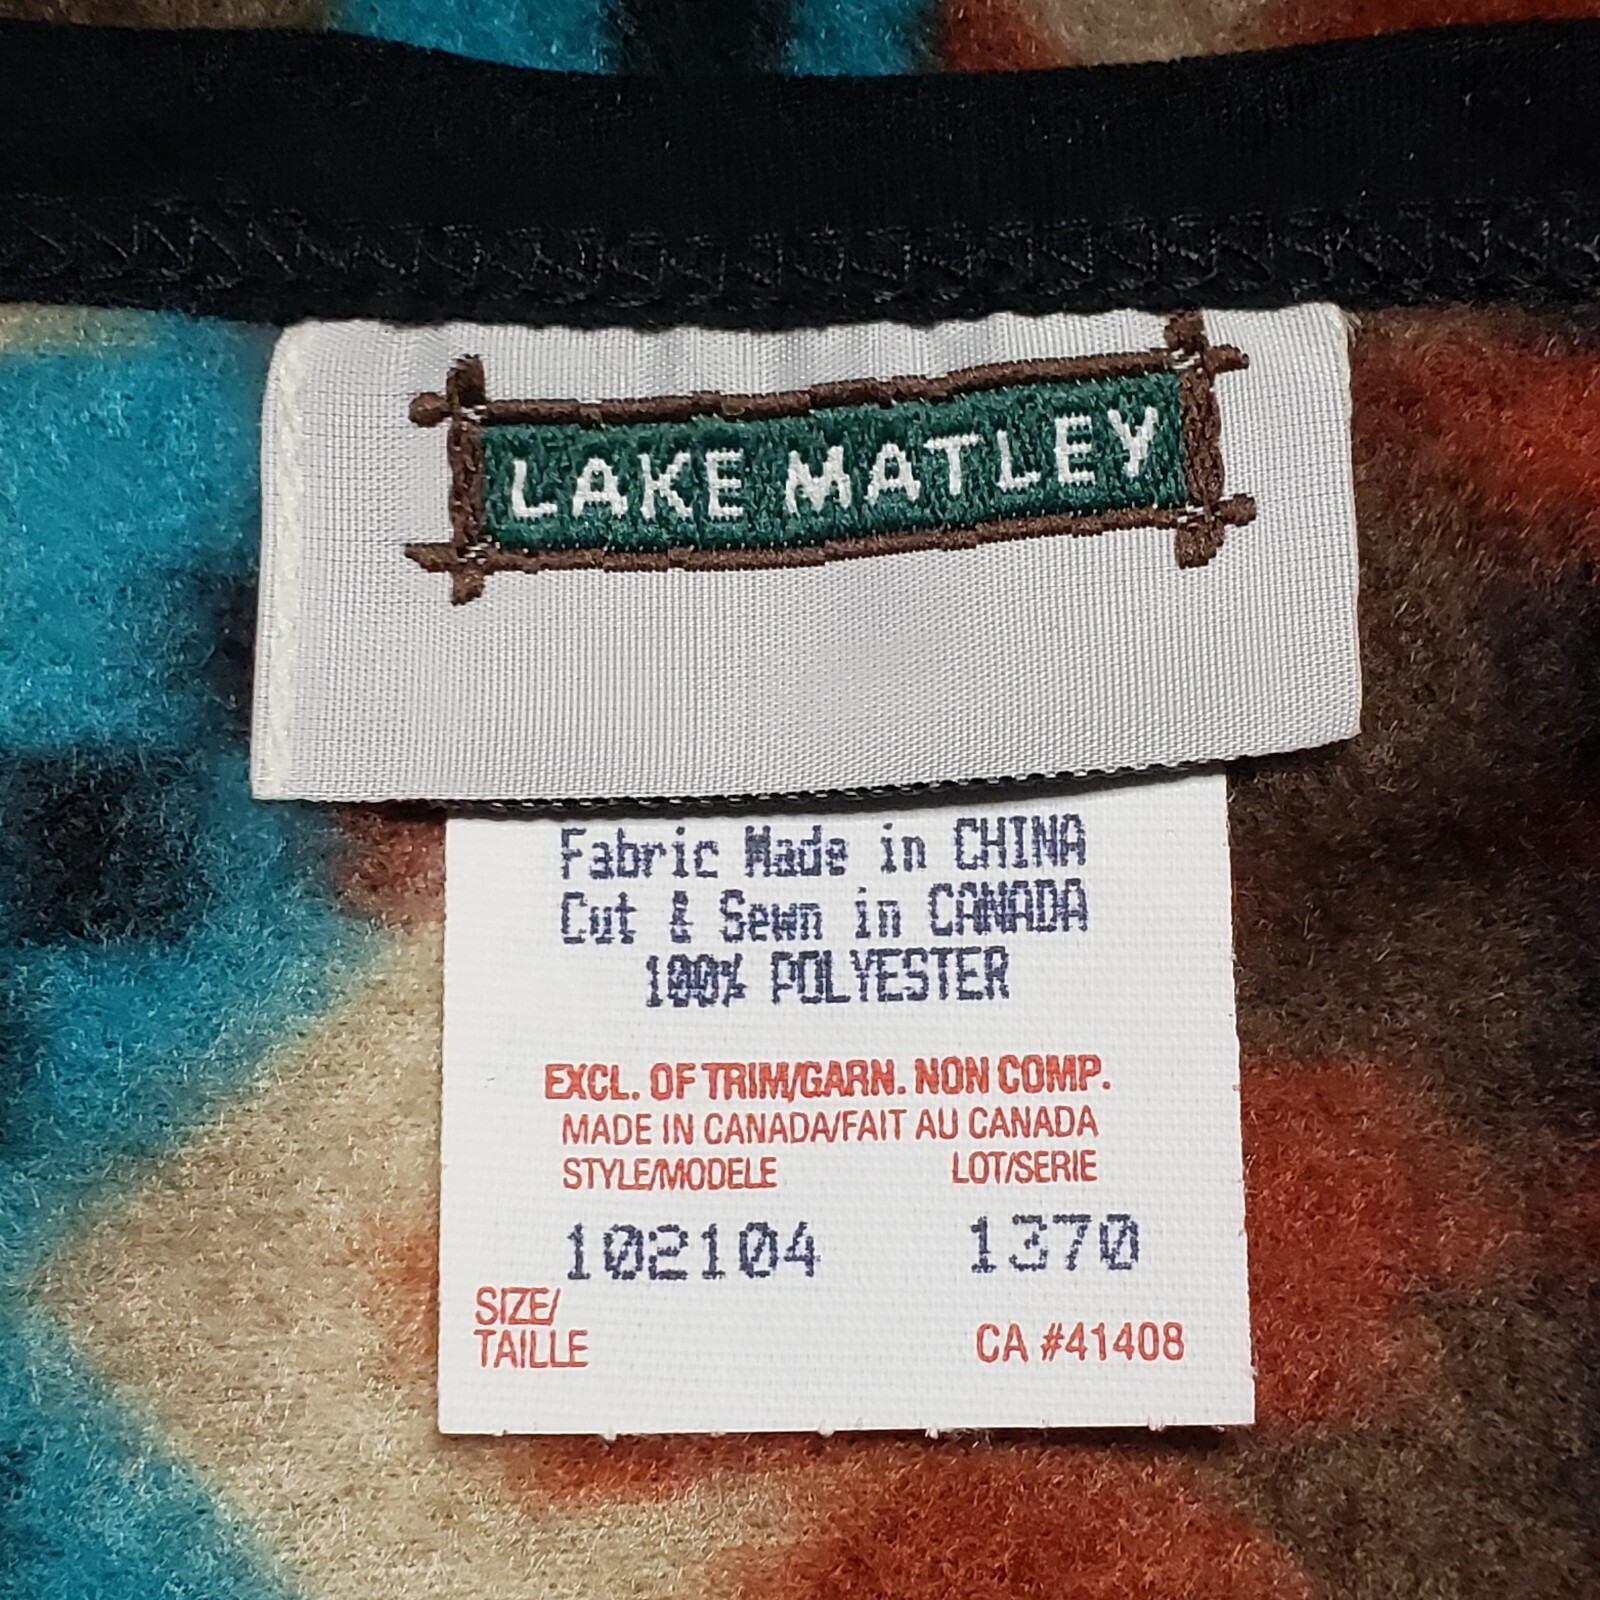 LAKE MATLEY
Fabric Made in CHINA
Cut & Sewn in CANADA
100% POLYESTER
EXCL. OF TRIM/GARN. NON COMP.
MADE IN CANADA/FAIT AU CANADA
STYLE/MODELE LOT/SERIE
102104 1370
SIZE/
TAILLE
CA #41408